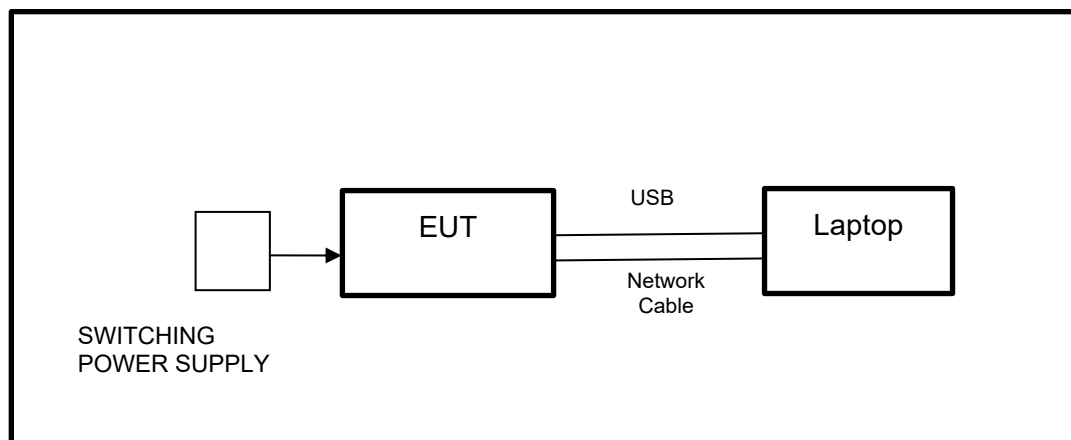 USB
EUT
Laptop
Network
Cable
SWITCHING
POWER SUPPLY